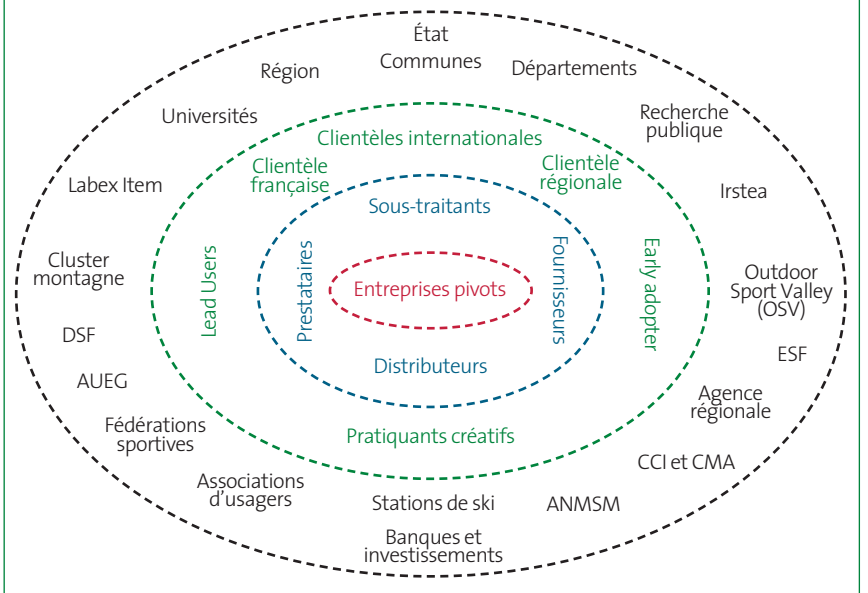 État
Communes
Région
Départements
Universités
Recherche
publique
Clientèles internationales
Clientèle
française
Clientèle
régionale
Labex Item
Irstea
Sous-traitants
Cluster
montagne
Lead Users
Prestataires
Entreprises pivots
Fournisseurs
Early adopter
Outdoor
Sport Valley
(OSV)
DSF
ESF
Distributeurs
AUEG
Agence
régionale
Fédérations
sportives
Pratiquants créatifs
CCI et CMA
Associations
d'usagers
Stations de ski
ANMSM
Banques et
investissements